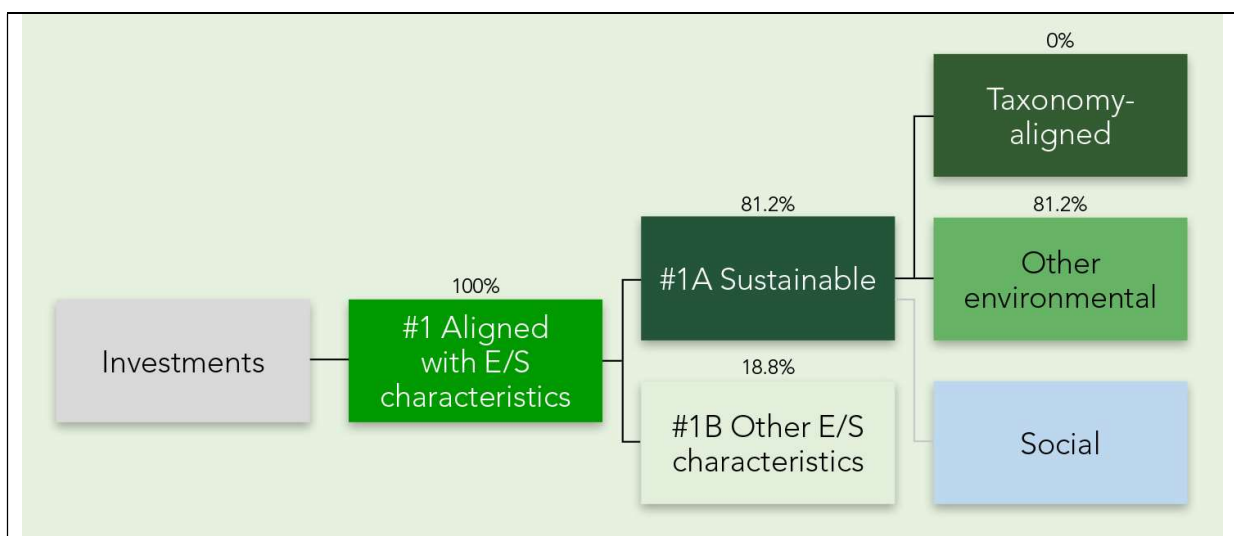 0%
Taxonomy-
aligned
81.2%
81.2%
#1A Sustainable
Other
environmental
100%
Investments
#1 Aligned
with E/S
characteristics
18.8%
#1B Other E/S
characteristics
Social